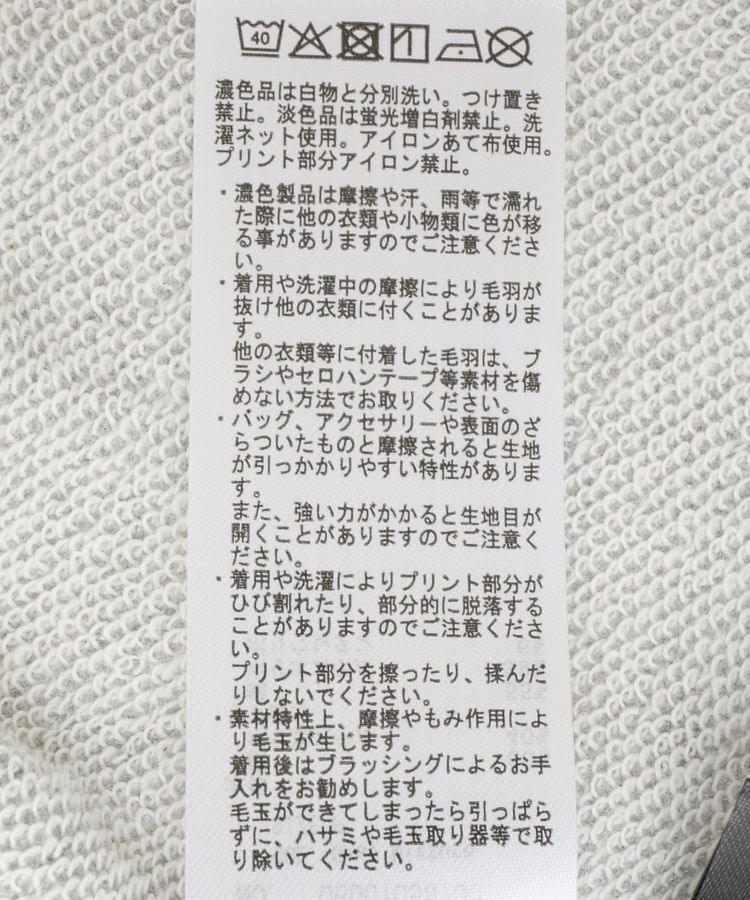 40
濃色品は白物と分別洗い。つけ置き
禁止。淡色品は蛍光増白剤禁止。洗
濯ネット使用。アイロンあて布使用。
プリント部分アイロン禁止。
・濃色製品は摩擦や汗、雨等で濡れ
た際に他の衣類や小物類に色が移
る事がありますのでご注意くださ
い。
・着用や洗濯中の摩擦により毛羽が
抜け他の衣類に付くことがありま
す。
他の衣類等に付着した毛羽は、ブ
ラシやセロハンテープ等素材を傷
めない方法でお取りください。
・バッグ、アクセサリーや表面のざ
らついたものと摩擦されると生地
が引っかかりやすい特性がありま
す。
また、強い力がかかると生地目が
開くことがありますのでご注意く
ださい。
・着用や洗濯によりプリント部分が
ひび割れたり、部分的に脱落する
ことがありますのでご注意くださ
い。
プリント部分を擦ったり、揉んだ
りしないでください。
・素材特性上、摩擦やもみ作用によ
り毛玉が生じます。
着用後はブラッシングによるお手
入れをお勧めします。
毛玉ができてしまったら引っぱら
ずに、ハサミや毛玉取り器等で取
り除いてください。